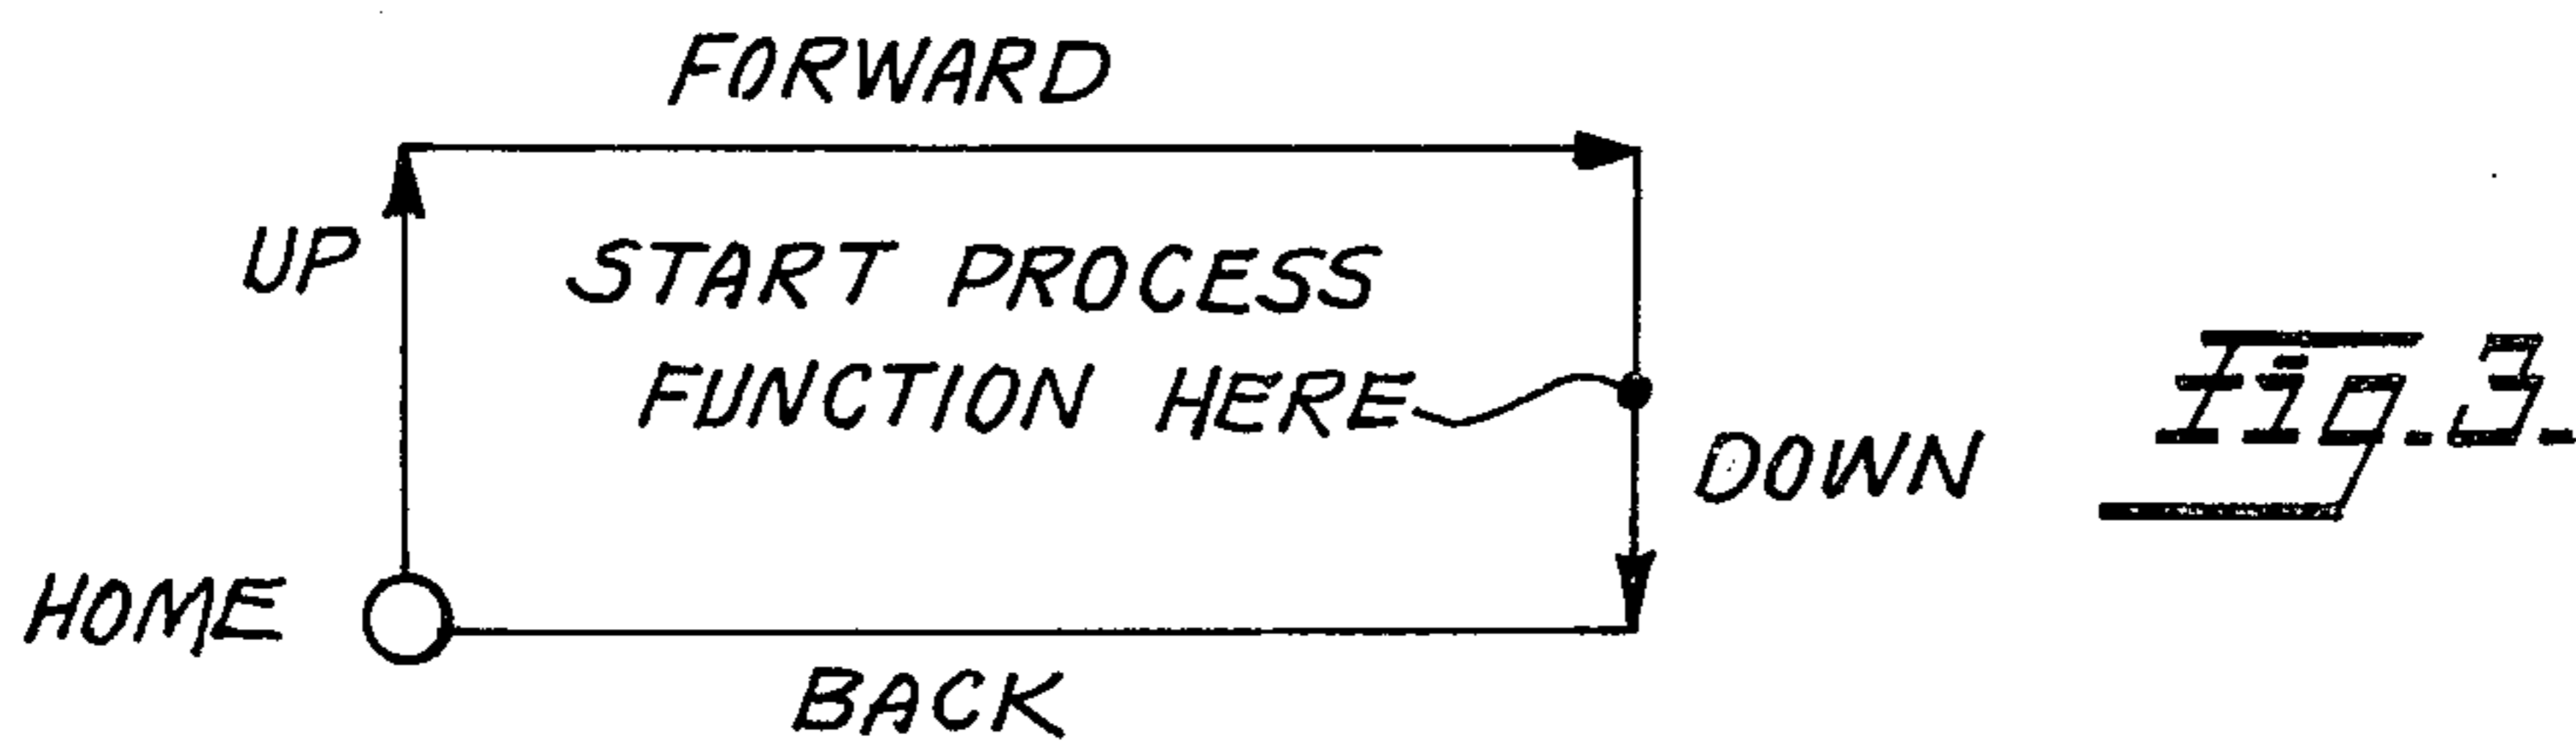 FORWARD
UP
START PROCESS
FUNCTION HERE
DOWN
Fig. 3.
HOME
BACK